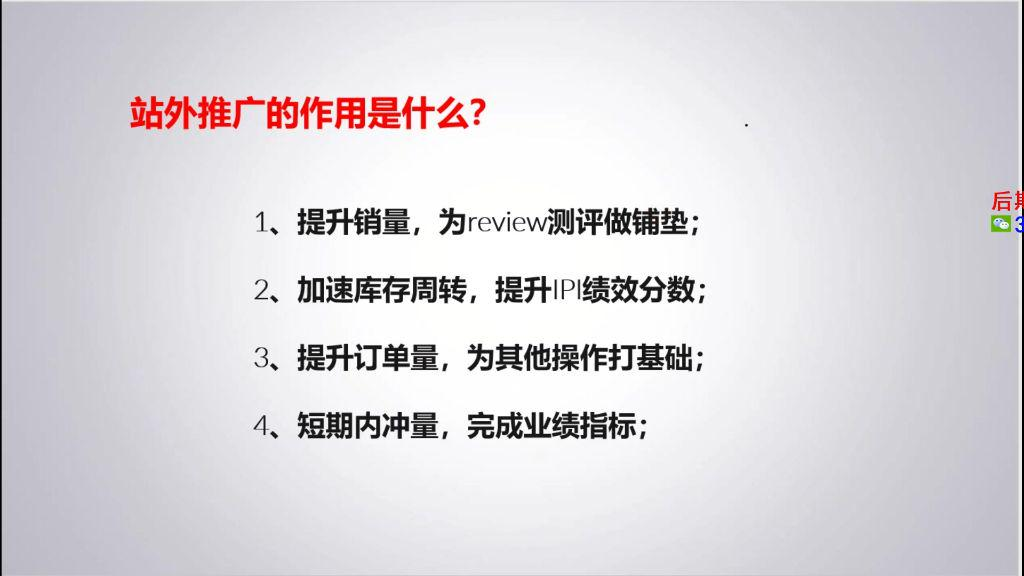 站外推广的作用是什么？
1、提升销量，为review测评做铺垫；
后期
2、加速库存周转，提升IPI绩效分数；
3、提升订单量，为其他操作打基础；
4、短期内冲量，完成业绩指标；